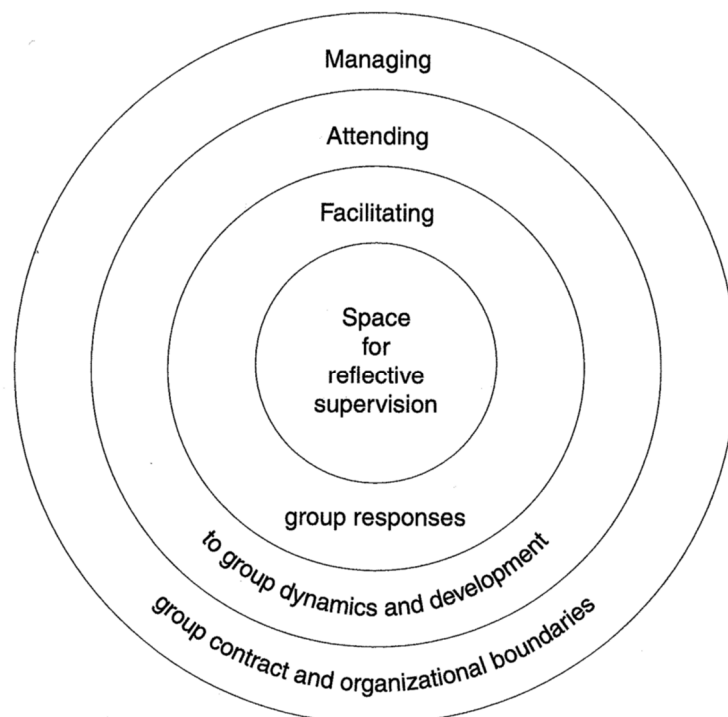 Managing
Attending
Facilitating
Space
for
reflective
supervision
group responses
to group dynamics and development
group contract and organizational boundaries